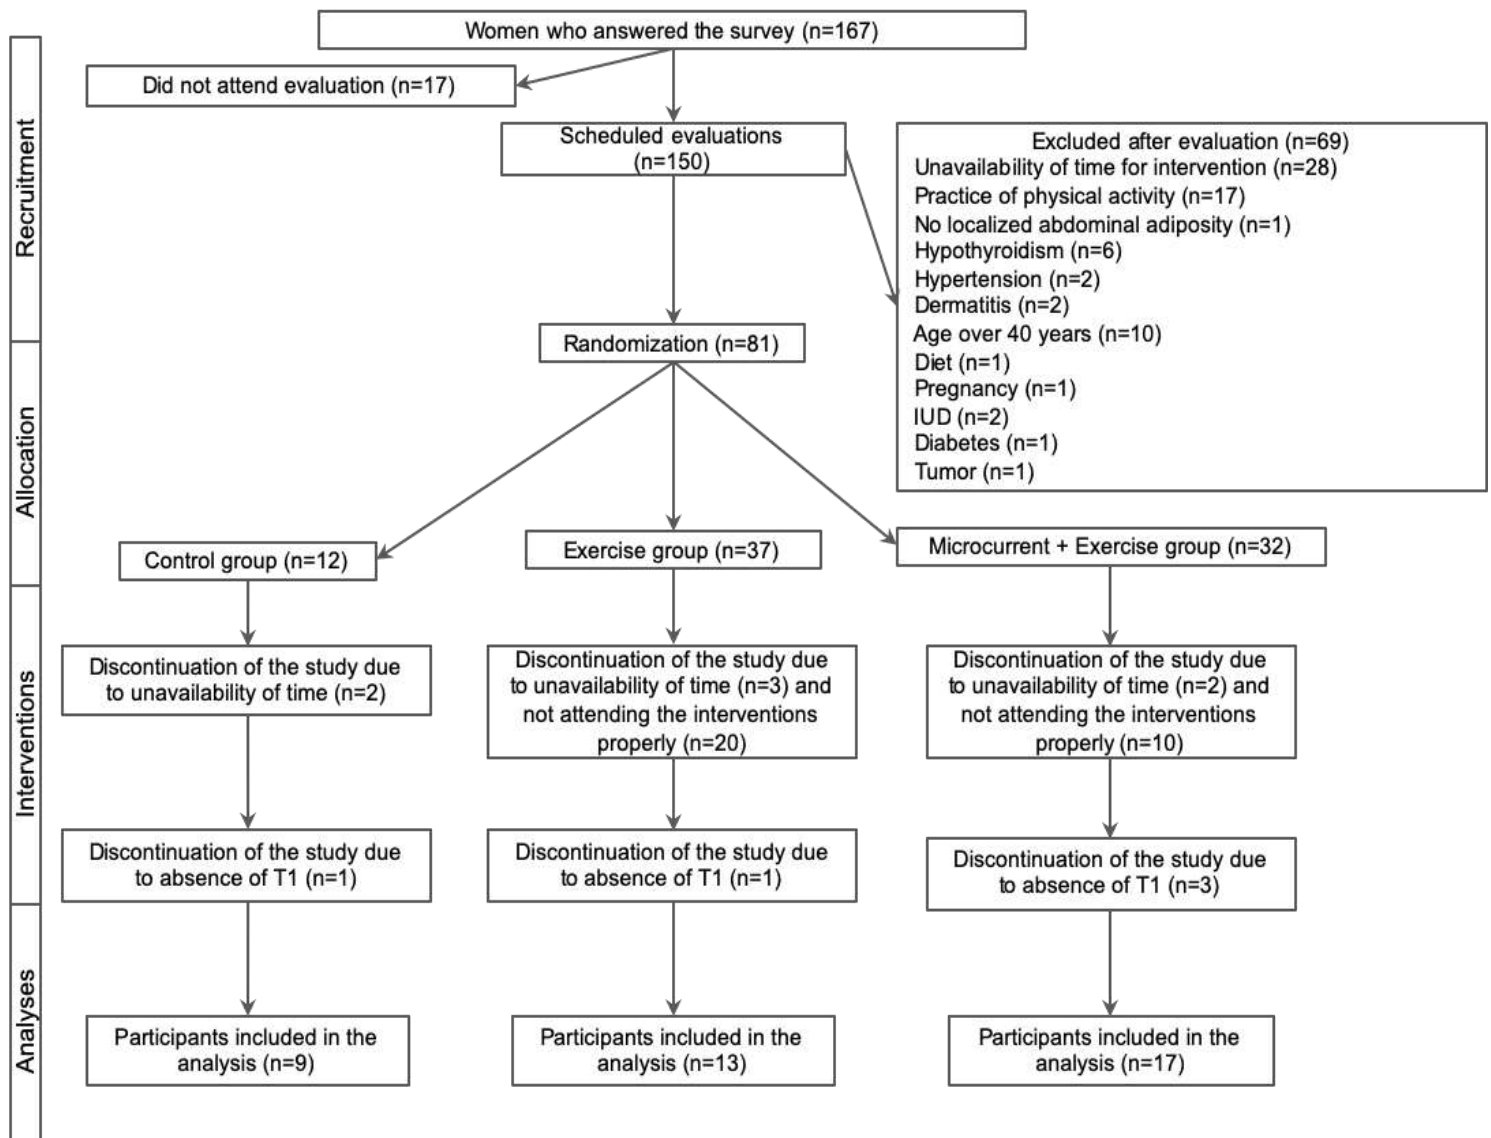 Women who answered the survey (n=167)
Did not attend evaluation (n=17)
Scheduled evaluations
(n=150)
Excluded after evaluation (n=69)
Unavailability of time for intervention (n=28)
Practice of physical activity (n=17)
No localized abdominal adiposity (n=1)
Hypothyroidism (n=6)
Hypertension (n=2)
Dermatitis (n=2)
Age over 40 years (n=10)
Diet (n=1)
Pregnancy (n=1)
IUD (n=2)
Diabetes (n=1)
Tumor (n=1)
Recruitment
Randomization (n=81)
Allocation
Control group (n=12)
Exercise group (n=37)
Microcurrent + Exercise group (n=32)
Interventions
Discontinuation of the study due
to unavailability of time (n=2)
Discontinuation of the study due
to unavailability of time (n=3) and
not attending the interventions
properly (n=20)
Discontinuation of the study due
to unavailability of time (n=2) and
not attending the interventions
properly (n=10)
Discontinuation of the study due
to absence of T1 (n=1)
Discontinuation of the study due
to absence of T1 (n=1)
Discontinuation of the study due
to absence of T1 (n=3)
Analyses
Participants included in the
analysis (n=9)
Participants included in the
analysis (n=13)
Participants included in the
analysis (n=17)